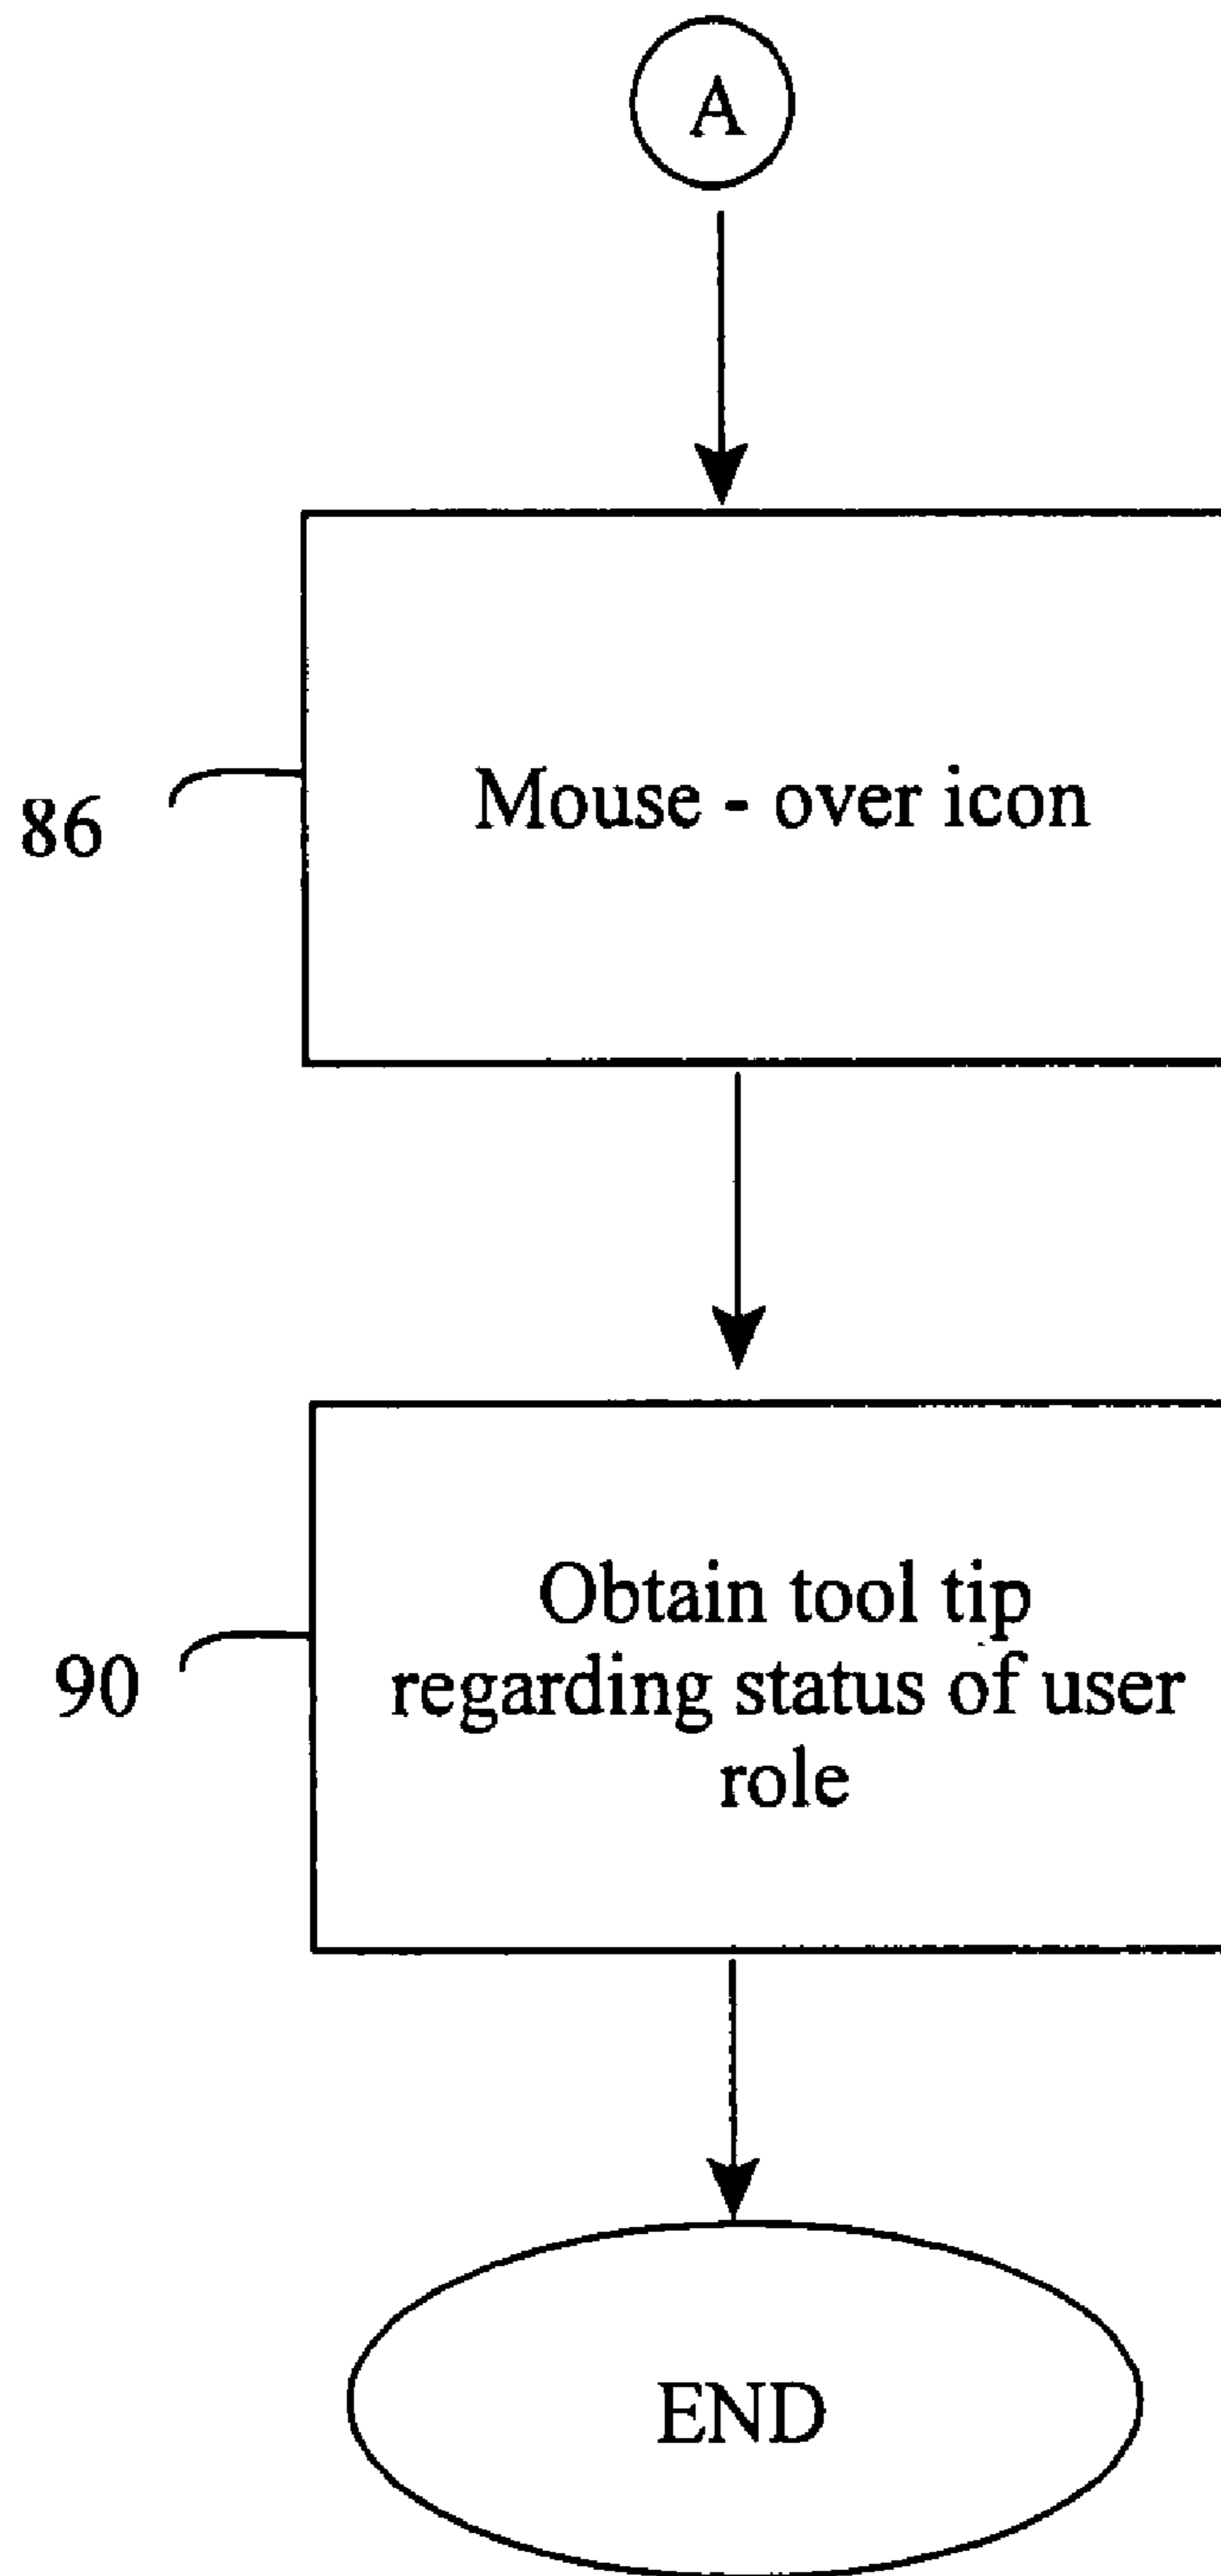 A
Mouse - over icon
86
Obtain tool tip
regarding status of user
role
90
END